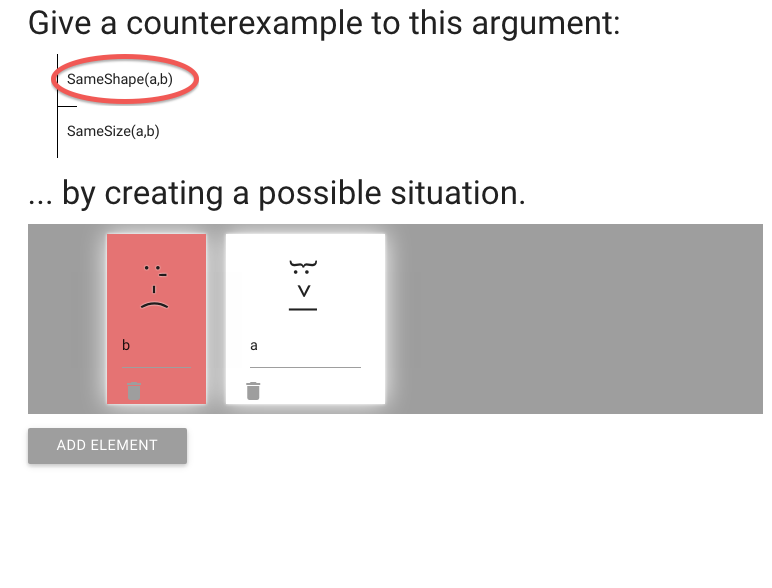 Give a counterexample to this argument:
SameShape(a,b)
SameSize(a,b)
... by creating a possible situation.
b
a
ADD ELEMENT